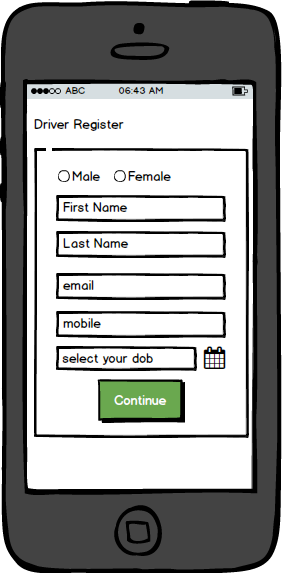 ABC 06:43 AM
Driver Register
Male Female
First Name
Last Name
email
mobile
select your dob
Continue